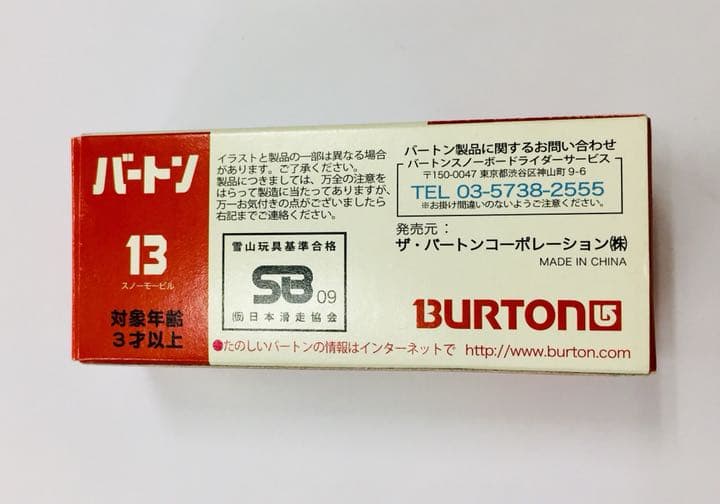 バートン
13
スノーモービル
対象年齢
3才以上
イラストと製品の一部は異なる場合
があります。ご了承ください。
製品につきましては、万全の注意を
はらって製造に当たってありますが、
万一お気付きの点がございましたら
右記までご連絡ください。
雪山玩具基準合格
SB 09
(仮)日本滑走協会
バートン製品に関するお問い合わせ
バートンスノーボードライダーサービス
〒150-0047 東京都渋谷区神山町 9-6
TEL 03-5738-2555
※お掛け間違いのないようご注意ください。
発売元：
ザ・バートンコーポレーション(株)
MADE IN CHINA
BURTON
●たのしいバートンの情報はインターネットで http://www.burton.com